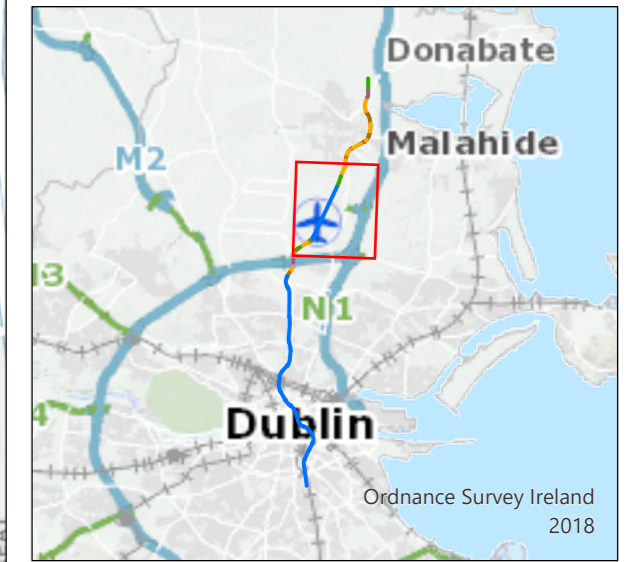 Donabate
Malahide
M2
N1
Dublin
Ordnance Survey Ireland
2018